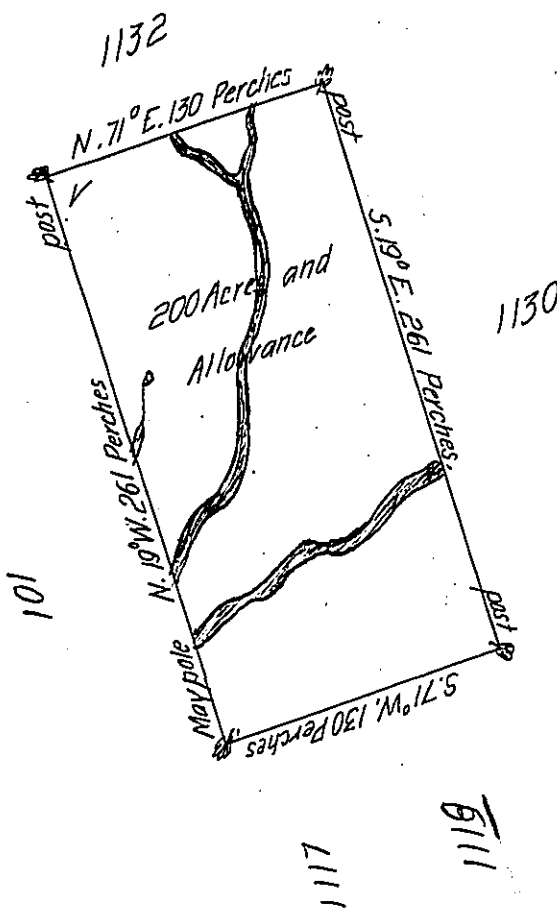 1132
N. 71° E. 130 Perches
post
post
S. 19° E. 261 Perches.
1130
200 Acres and
Allowance
N. 19° W. 261 Perches
101
Maypole
post
S. 71° W. 130 Perches
1117